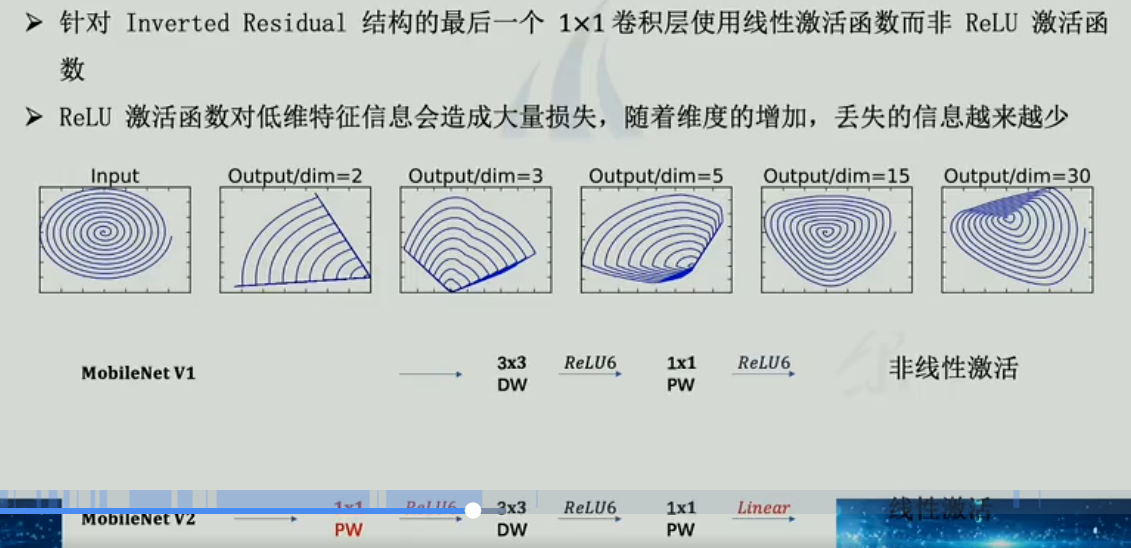 ➤ 针对 Inverted Residual 结构的最后一个 1×1 卷积层使用线性激活函数而非 ReLU 激活函
数
➤ ReLU 激活函数对低维特征信息会造成大量损失，随着维度的增加，丢失的信息越来越少
Input Output/dim=2 Output/dim=3 Output/dim=5 Output/dim=15 Output/dim=30
MobileNet V1 3x3 DW ReLU6 1x1 PW ReLU6 非线性激活
MobileNet V2 1x1 PW ReLU6 3x3 DW ReLU6 1x1 PW Linear 线性激活